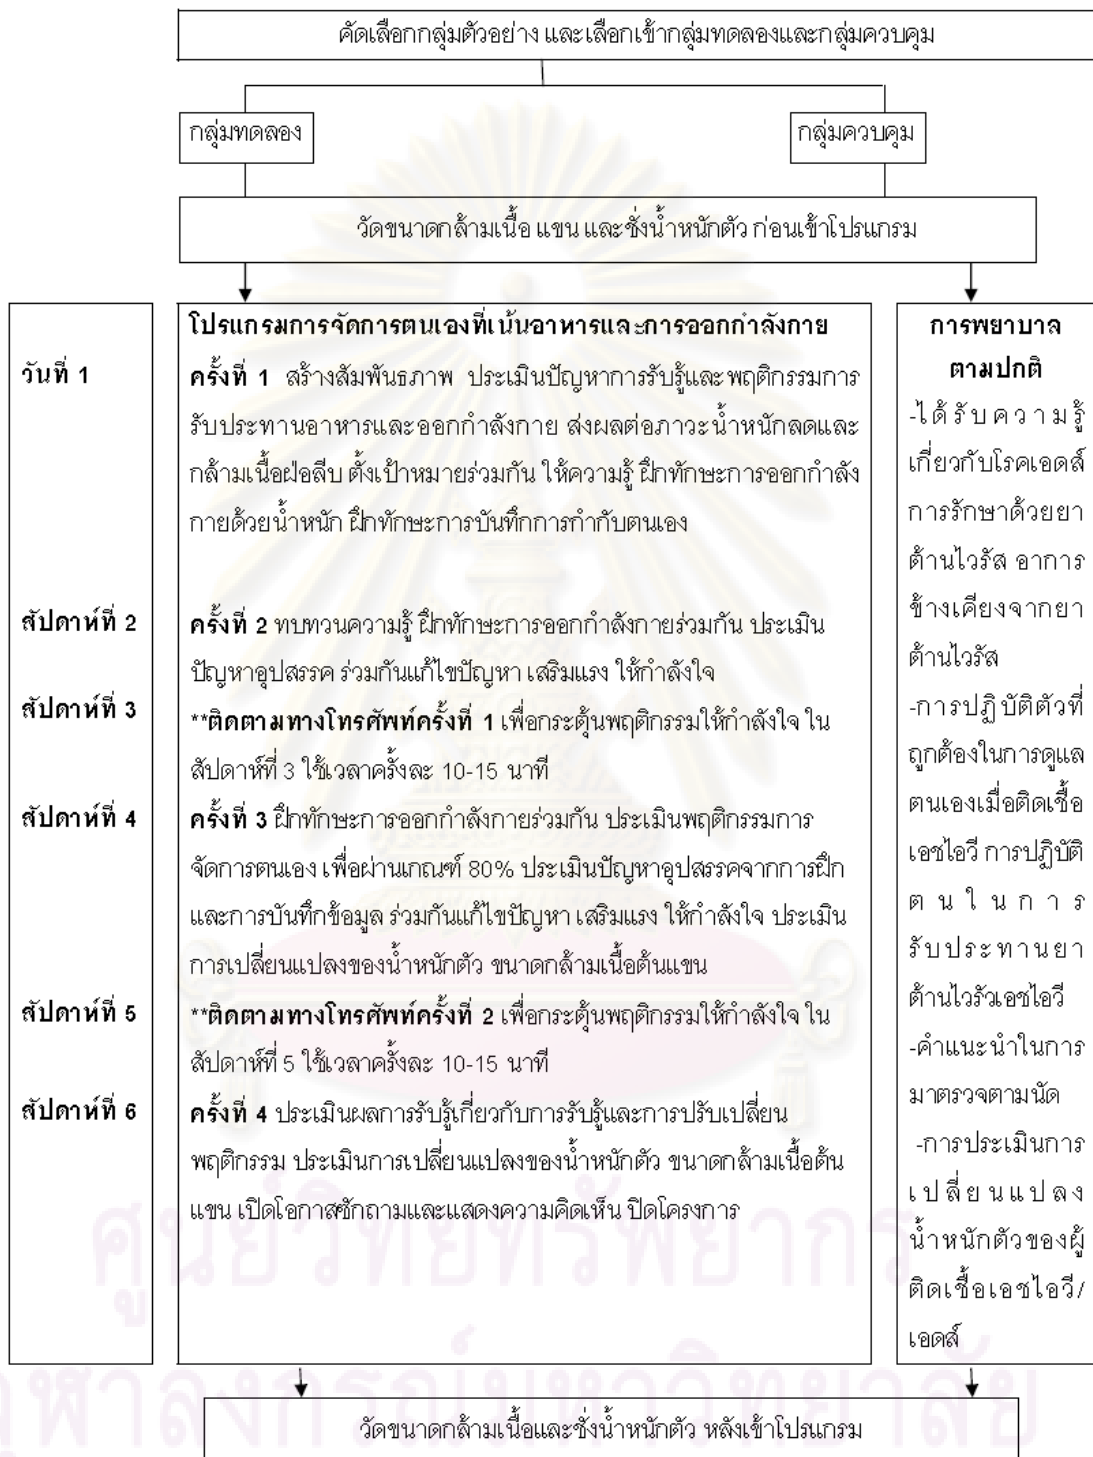 คัดเลือกกลุ่มตัวอย่าง และเลือกเข้ากลุ่มทดลองและกลุ่มควบคุม
กลุ่มทดลอง
กลุ่มควบคุม
วัดขนาดกล้ามเนื้อ แขน และชั่งน้ำหนักตัว ก่อนเข้าโปรแกรม
วันที่ 1
สัปดาห์ที่ 2
สัปดาห์ที่ 3
สัปดาห์ที่ 4
สัปดาห์ที่ 5
สัปดาห์ที่ 6
โปรแกรมการจัดการตนเองที่เน้นอาหารและการออกกำลังกาย
ครั้งที่ 1 สร้างสัมพันธภาพ ประเมินปัญหาการรับรู้และพฤติกรรมการ
รับประทานอาหารและออกกำลังกาย ส่งผลต่อภาวะน้ำหนักลดและ
กล้ามเนื้อฝ่อลีบ ตั้งเป้าหมายร่วมกัน ให้ความรู้ ฝึกทักษะการออกกำลัง
กายด้วยน้ำหนัก ฝึกทักษะการบันทึกการกำกับตนเอง
ครั้งที่ 2 ทบทวนความรู้ ฝึกทักษะการออกกำลังกายร่วมกัน ประเมิน
ปัญหาอุปสรรค ร่วมกันแก้ไขปัญหา เสริมแรง ให้กำลังใจ
**ติดตามทางโทรศัพท์ครั้งที่ 1 เพื่อกระตุ้นพฤติกรรมให้กำลังใจ ใน
สัปดาห์ที่ 3 ใช้เวลาครั้งละ 10-15 นาที
ครั้งที่ 3 ฝึกทักษะการออกกำลังกายร่วมกัน ประเมินพฤติกรรมการ
จัดการตนเอง เพื่อผ่านเกณฑ์ 80% ประเมินปัญหาอุปสรรคจากการฝึก
และการบันทึกข้อมูล ร่วมกันแก้ไขปัญหา เสริมแรง ให้กำลังใจ ประเมิน
การเปลี่ยนแปลงของน้ำหนักตัว ขนาดกล้ามเนื้อต้นแขน
**ติดตามทางโทรศัพท์ครั้งที่ 2 เพื่อกระตุ้นพฤติกรรมให้กำลังใจ ใน
สัปดาห์ที่ 5 ใช้เวลาครั้งละ 10-15 นาที
ครั้งที่ 4 ประเมินผลการรับรู้เกี่ยวกับการรับรู้และการปรับเปลี่ยน
พฤติกรรม ประเมินการเปลี่ยนแปลงของน้ำหนักตัว ขนาดกล้ามเนื้อต้น
แขน เปิดโอกาสซักถามและแสดงความคิดเห็น ปิดโครงการ
การพยาบาล
ตามปกติ
-ได้รับความรู้
เกี่ยวกับโรคเอดส์
การรักษาด้วยยา
ต้านไวรัส อาการ
ข้างเคียงจากยา
ต้านไวรัส
-การปฏิบัติตัวที่
ถูกต้องในการดูแล
ตนเองเมื่อติดเชื้อ
เอชไอวี การปฏิบัติ
ตนในการ
รับประทานยา
ต้านไวรัวเอชไอวี
-คำแนะนำในการ
มาตรวจตามนัด
-การประเมินการ
เปลี่ยนแปลง
น้ำหนักตัวของผู้
ติดเชื้อเอชไอวี/
เอดส์
วัดขนาดกล้ามเนื้อและชั่งน้ำหนักตัว หลังเข้าโปรแกรม
ศูนย์วิทยทรัพยากร
จุฬาลงกรณ์มหาวิทยาลัย